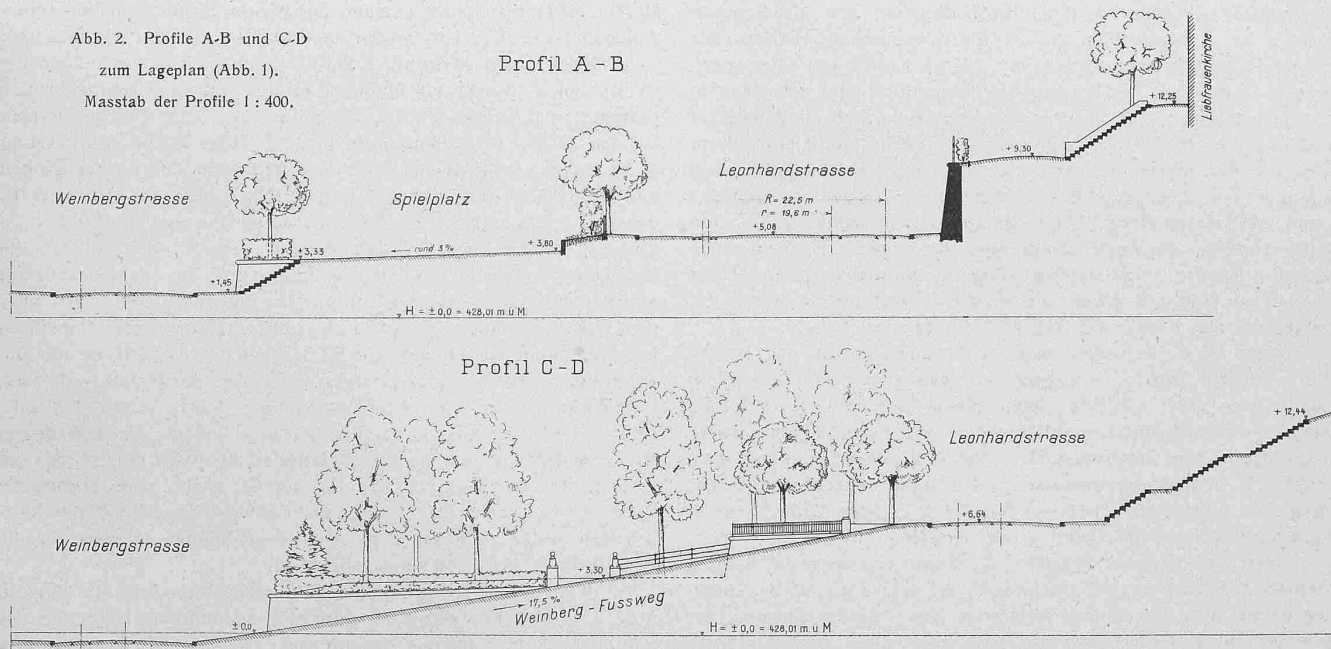 Abb. 2. Profile A-B und C-D
zum Lageplan (Abb. 1).
Masstab der Profile 1 : 400.
Profil A - B
Liebfrauenkirche
+ 12,25
+ 9,30
Weinbergstrasse
Spielplatz
Leonhardstrasse
R = 22,5 m
r = 19,6 m
+ 5,08
+ 3,80
+ 3,33
rund 3 %
+ 1,45
H = ± 0,0 = 428,01 m. ü M.
Profil C - D
+ 12,44
Leonhardstrasse
+ 6,64
Weinbergstrasse
+ 3,30
17,5 %
Weinberg - Fussweg
± 0,0
H = ± 0,0 = 428,01 m. ü M.